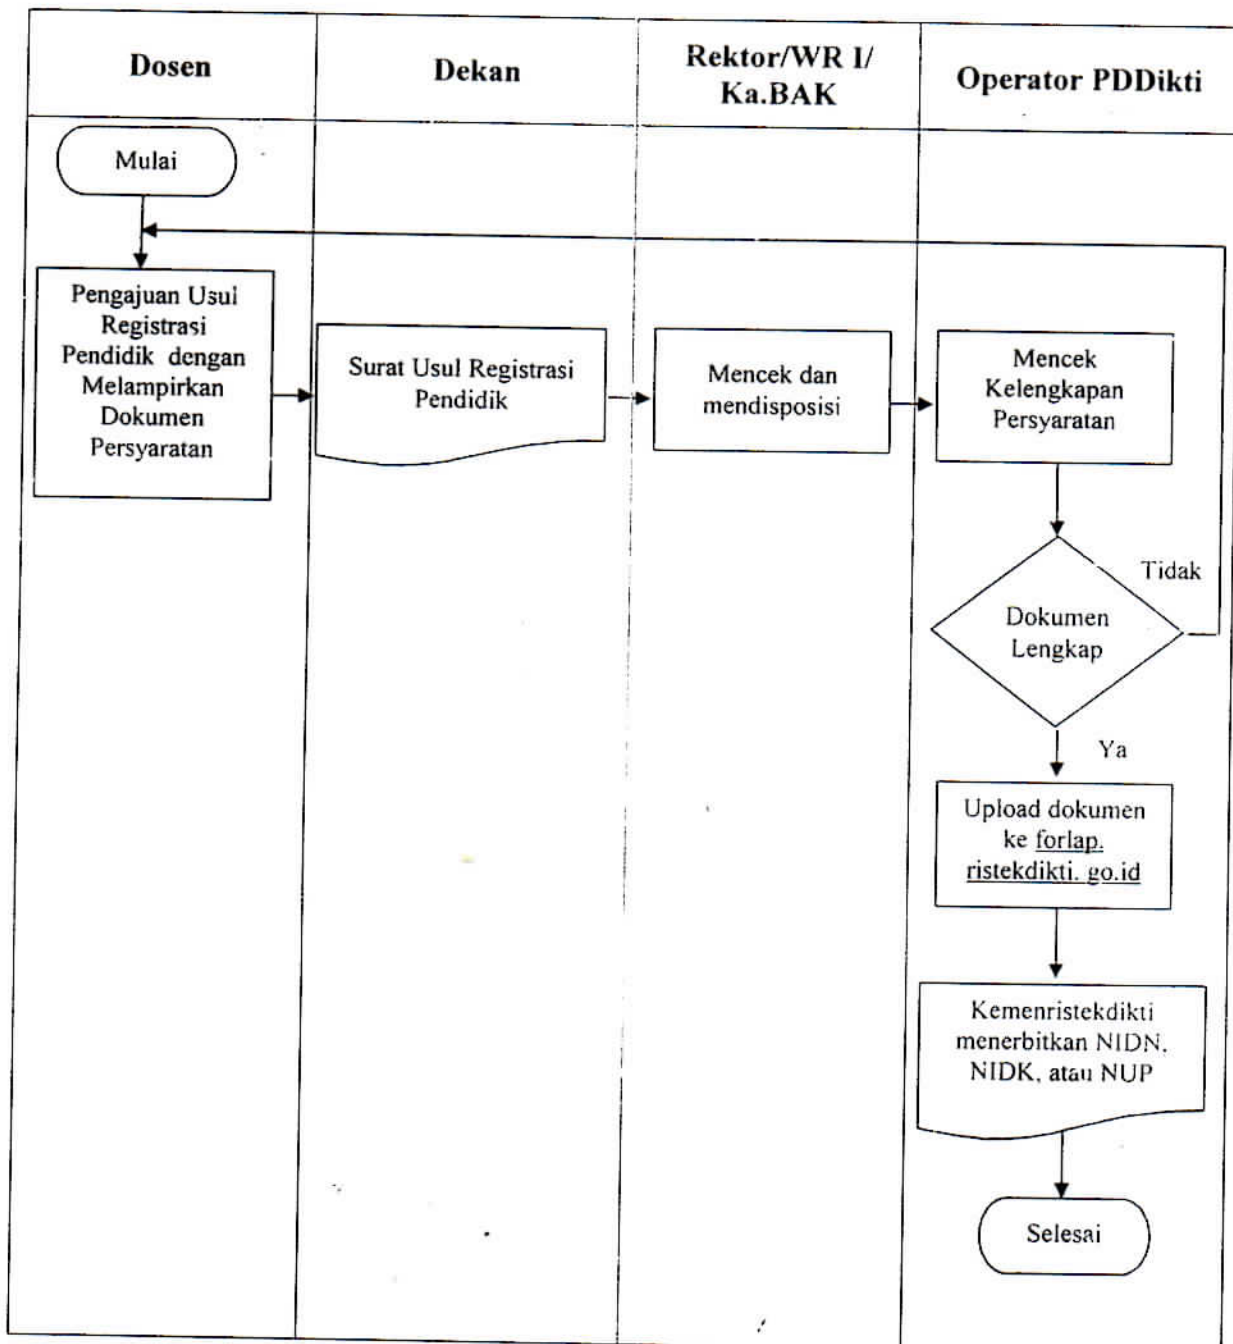 Dosen
Dekan
Rektor/WR I/
Ka.BAK
Operator PDDikti
Mulai
Pengajuan Usul
Registrasi
Pendidik dengan
Melampirkan
Dokumen
Persyaratan
Surat Usul Registrasi
Pendidik
Mencek dan
mendisposisi
Mencek
Kelengkapan
Persyaratan
Tidak
Dokumen
Lengkap
Ya
Upload dokumen
ke forlap.
ristekdikti. go.id
Kemenristekdikti
menerbitkan NIDN,
NIDK, atau NUP
Selesai